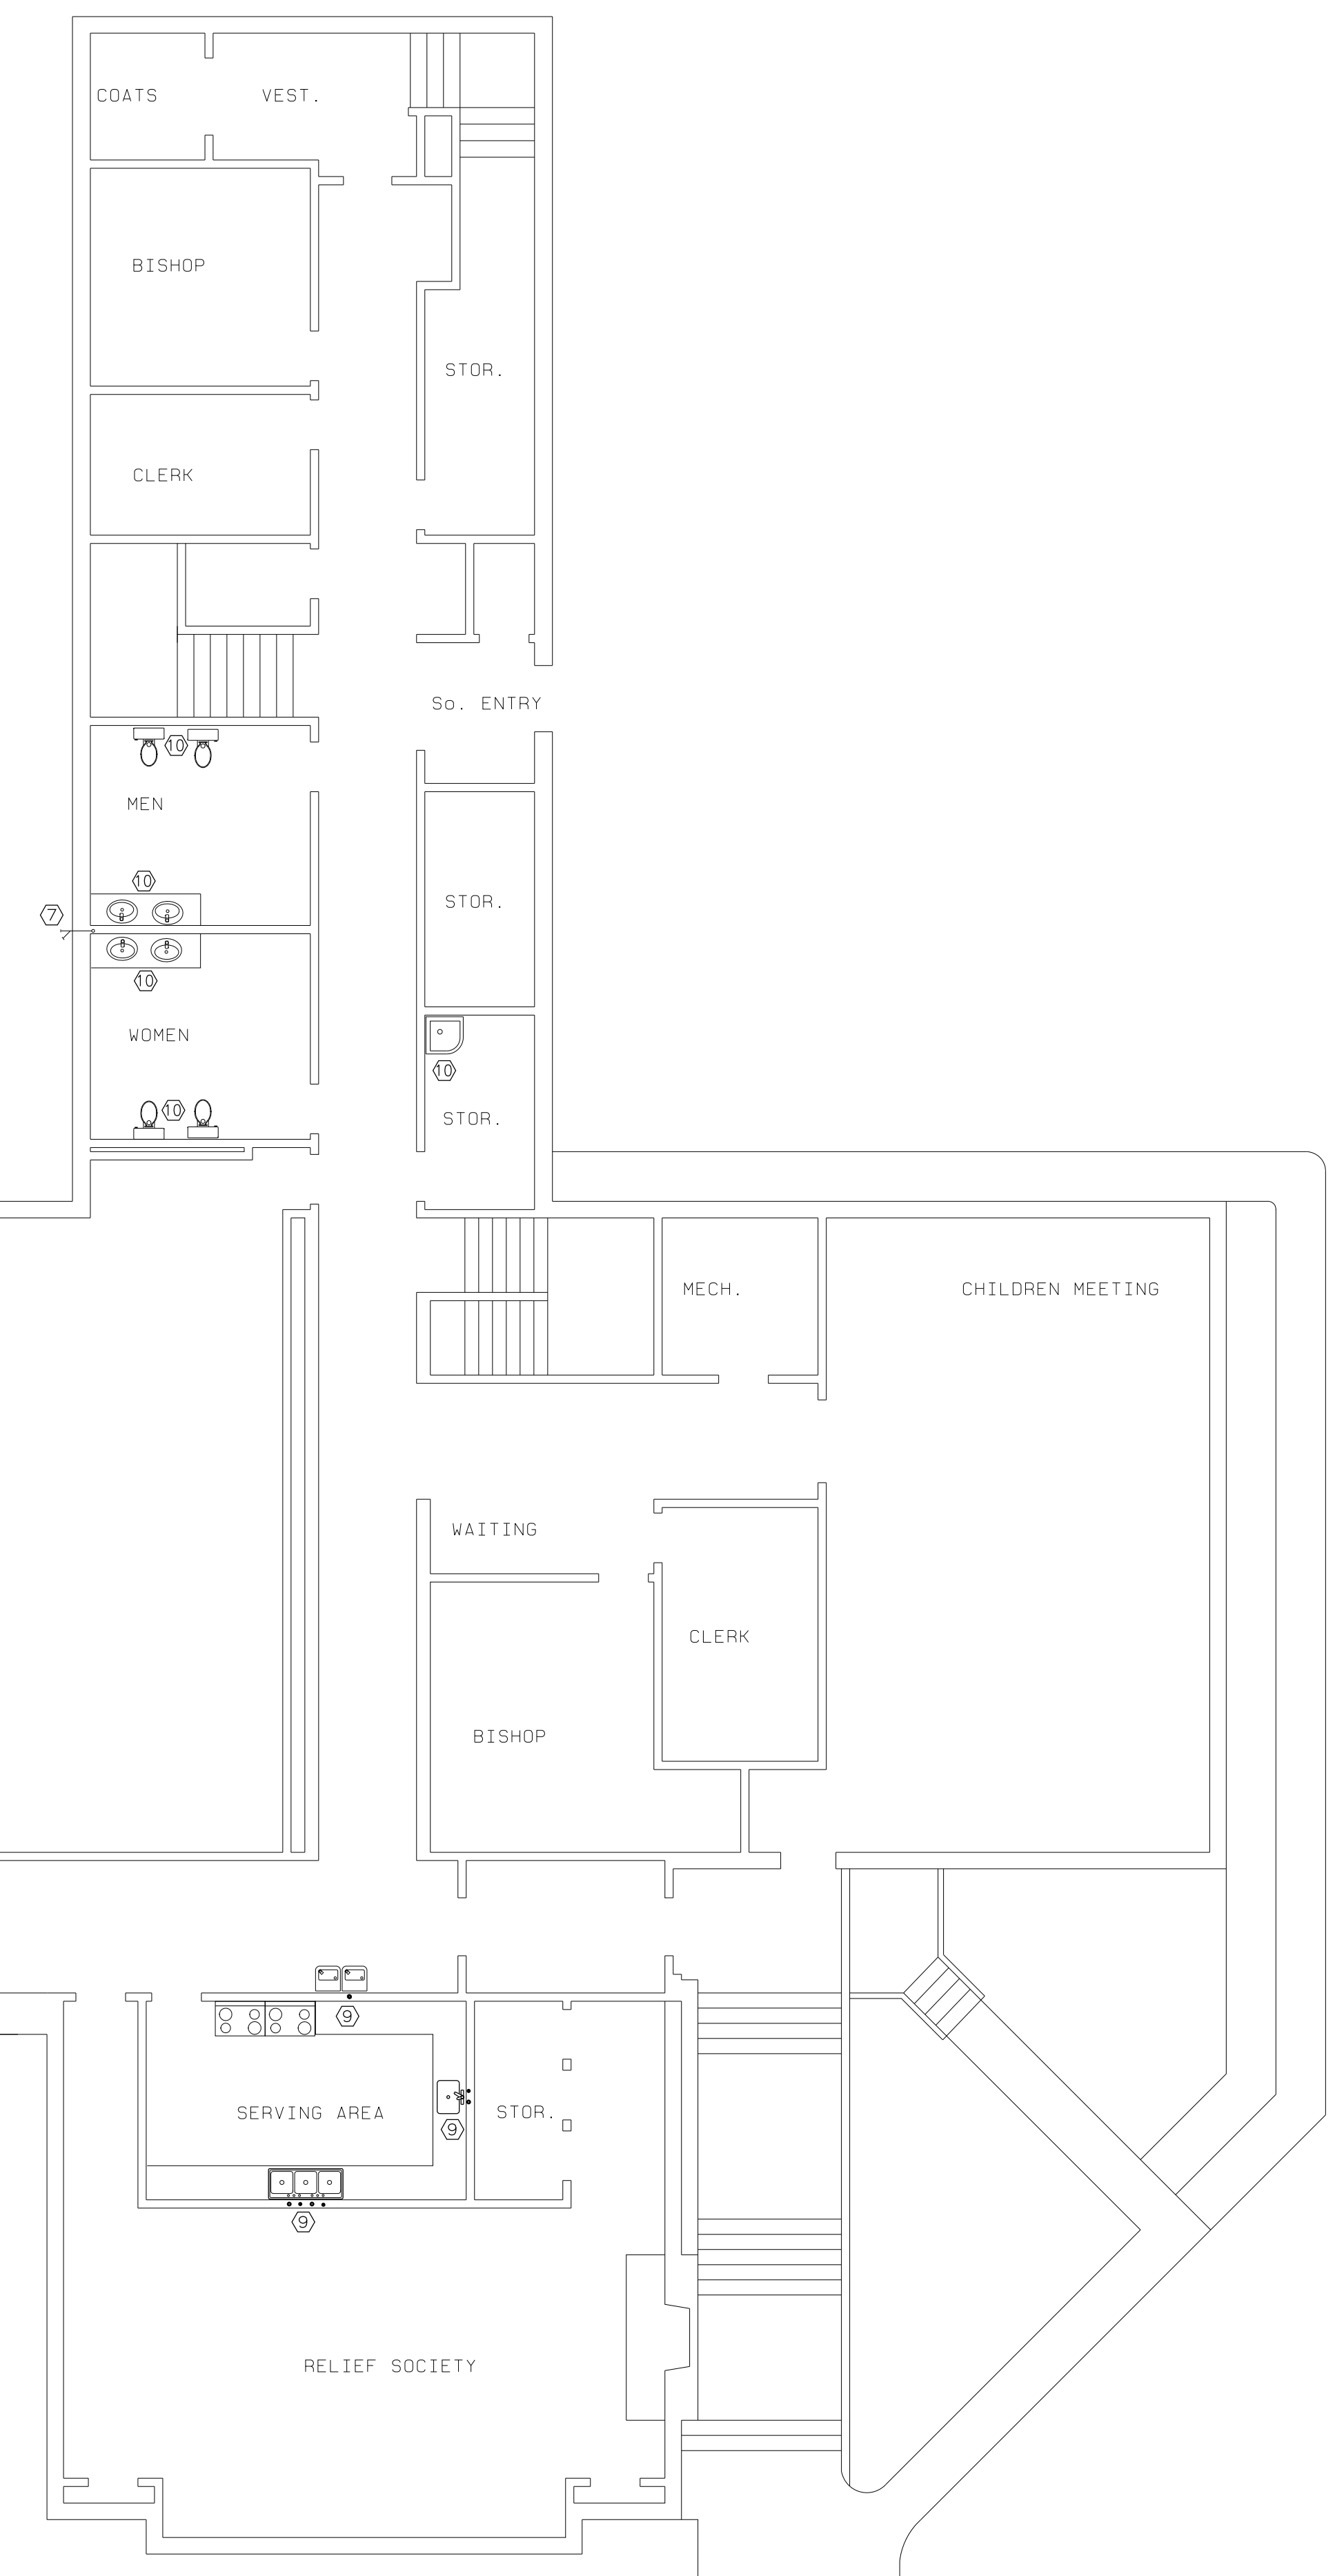 COATS
VEST.
BISHOP
STOR.
CLERK
So. ENTRY
10
MEN
10
STOR.
7
10
WOMEN
10
10
STOR.
MECH.
CHILDREN MEETING
WAITING
CLERK
BISHOP
9
SERVING AREA
STOR.
9
9
RELIEF SOCIETY